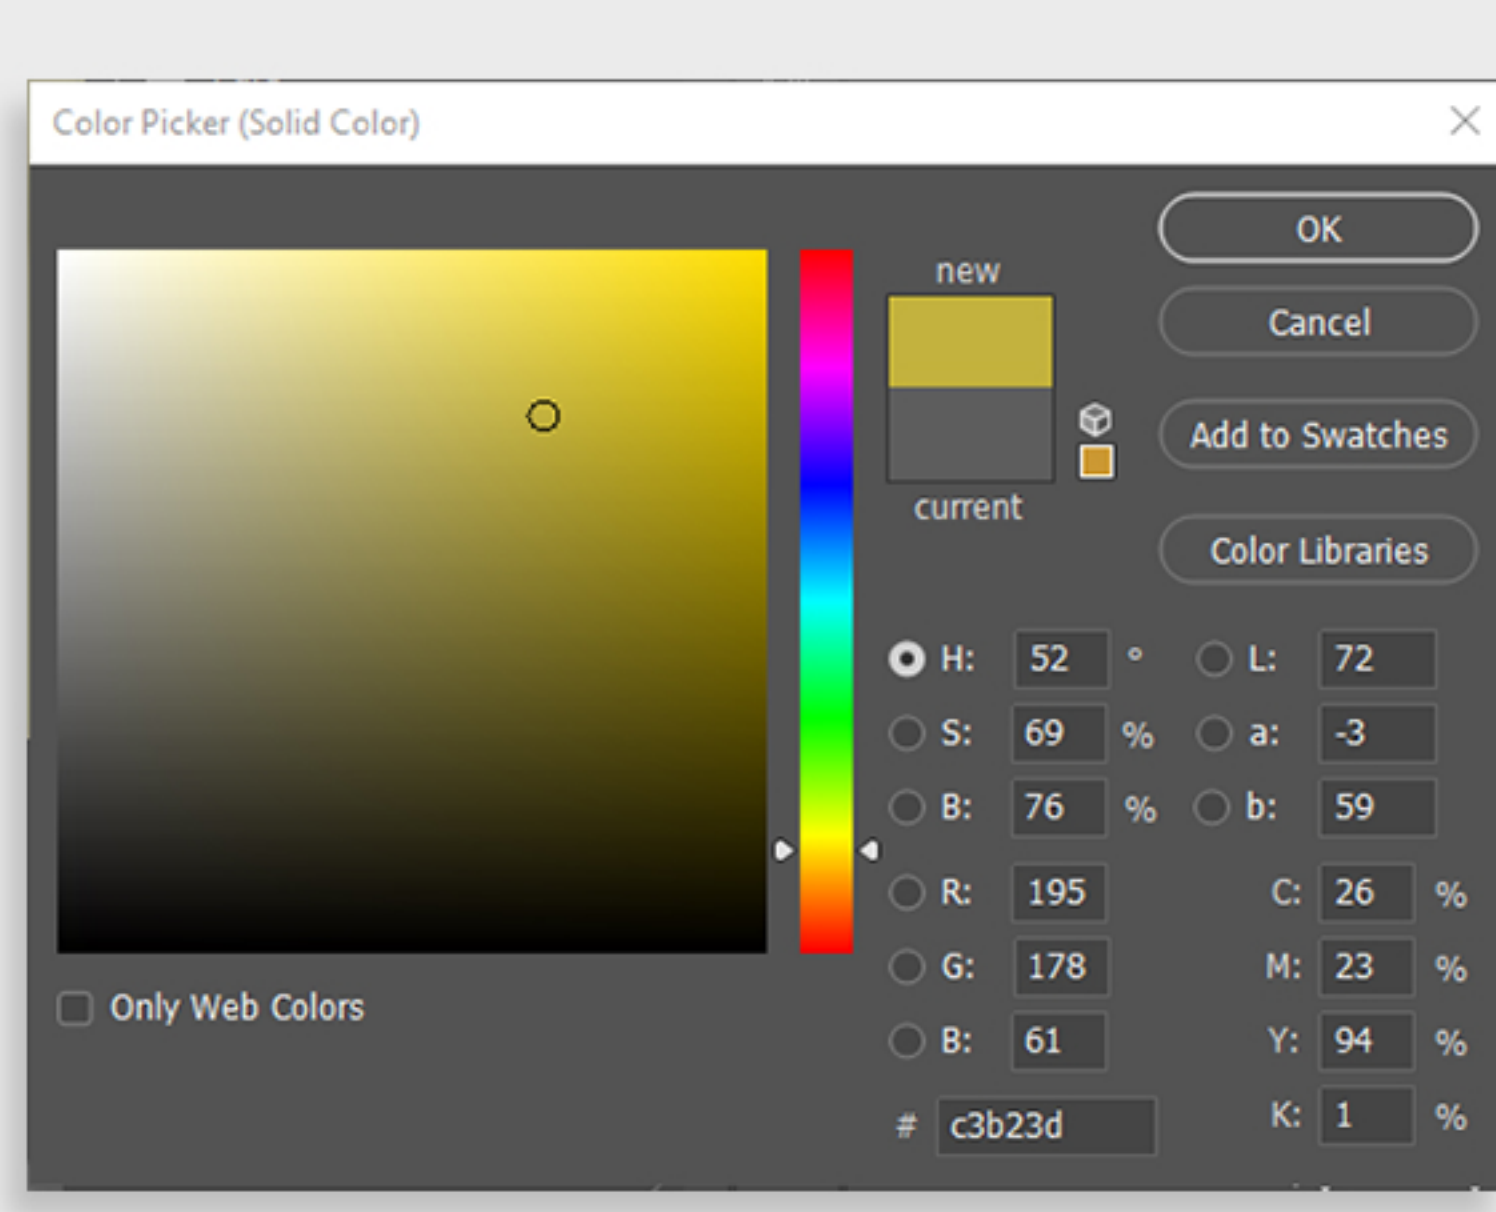 Color Picker (Solid Color)
OK
new
Cancel
Add to Swatches
current
Color Libraries
H: 52 °
L: 72
S: 69 %
a: -3
B: 76 %
b: 59
R: 195
C: 26 %
G: 178
M: 23 %
B: 61
Y: 94 %
# c3b23d
K: 1 %
Only Web Colors